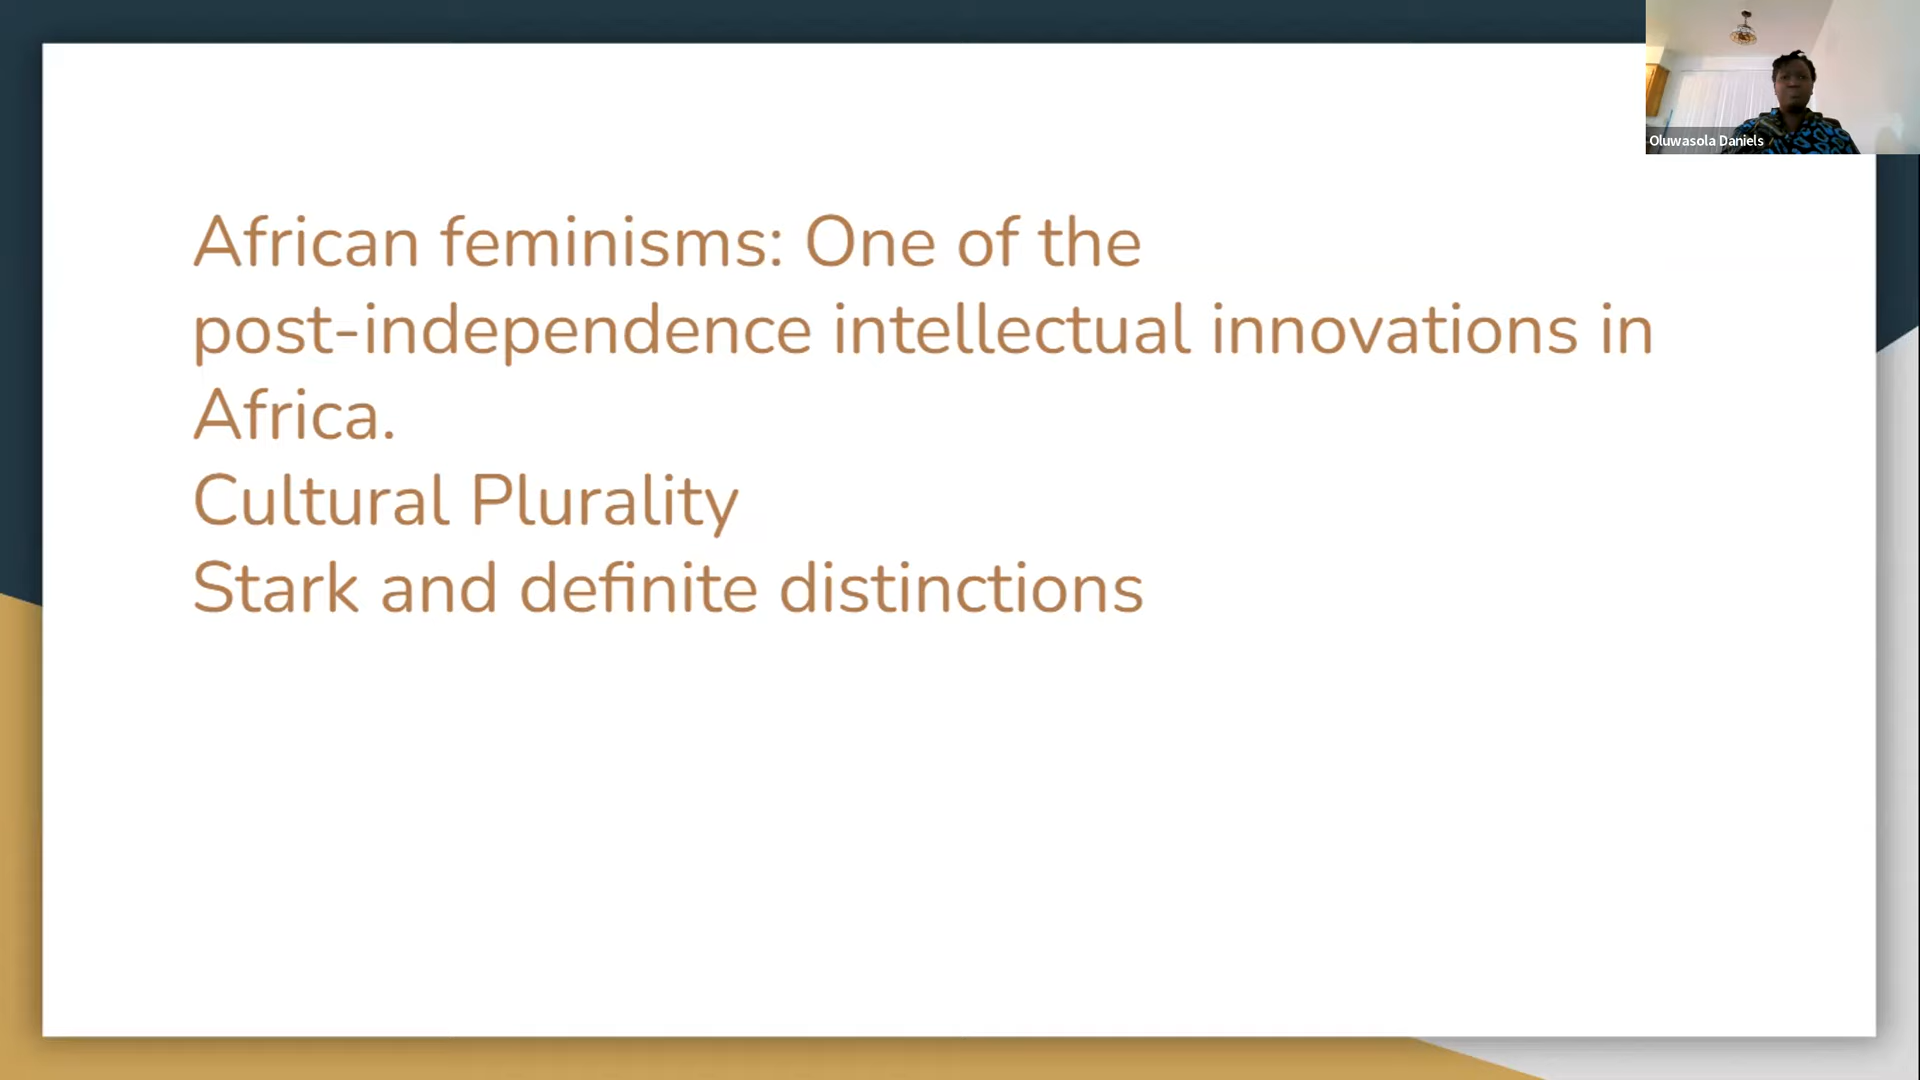 African feminisms: One of the
post-independence intellectual innovations in
Africa.
Cultural Plurality
Stark and definite distinctions
Oluwasola Daniels